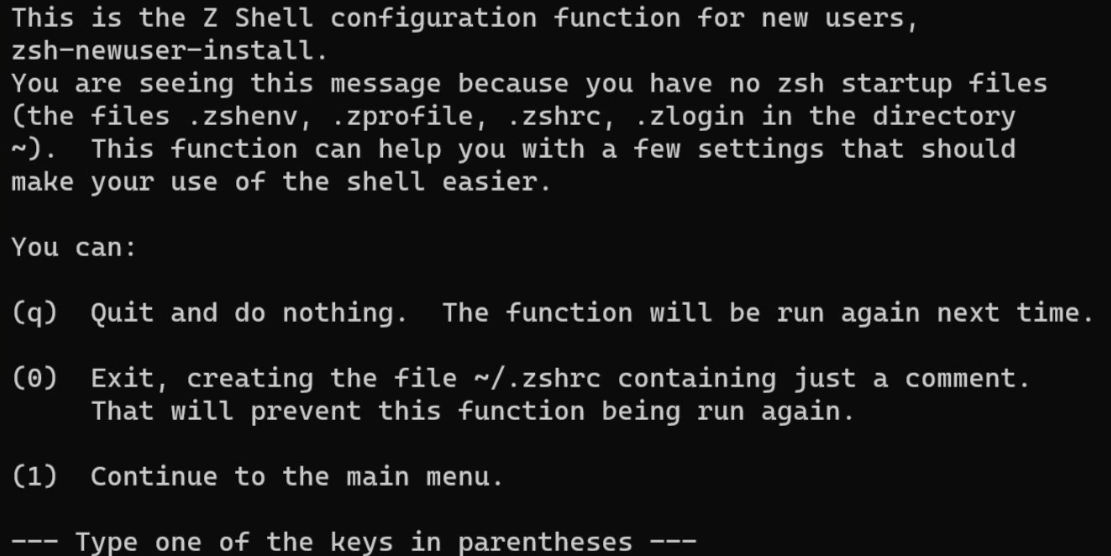 This is the Z Shell configuration function for new users,
zsh-newuser-install.
You are seeing this message because you have no zsh startup files
(the files .zshenv, .zprofile, .zshrc, .zlogin in the directory
~).  This function can help you with a few settings that should
make your use of the shell easier.

You can:

(q)  Quit and do nothing.  The function will be run again next time.

(0)  Exit, creating the file ~/.zshrc containing just a comment.
     That will prevent this function being run again.

(1)  Continue to the main menu.

--- Type one of the keys in parentheses ---